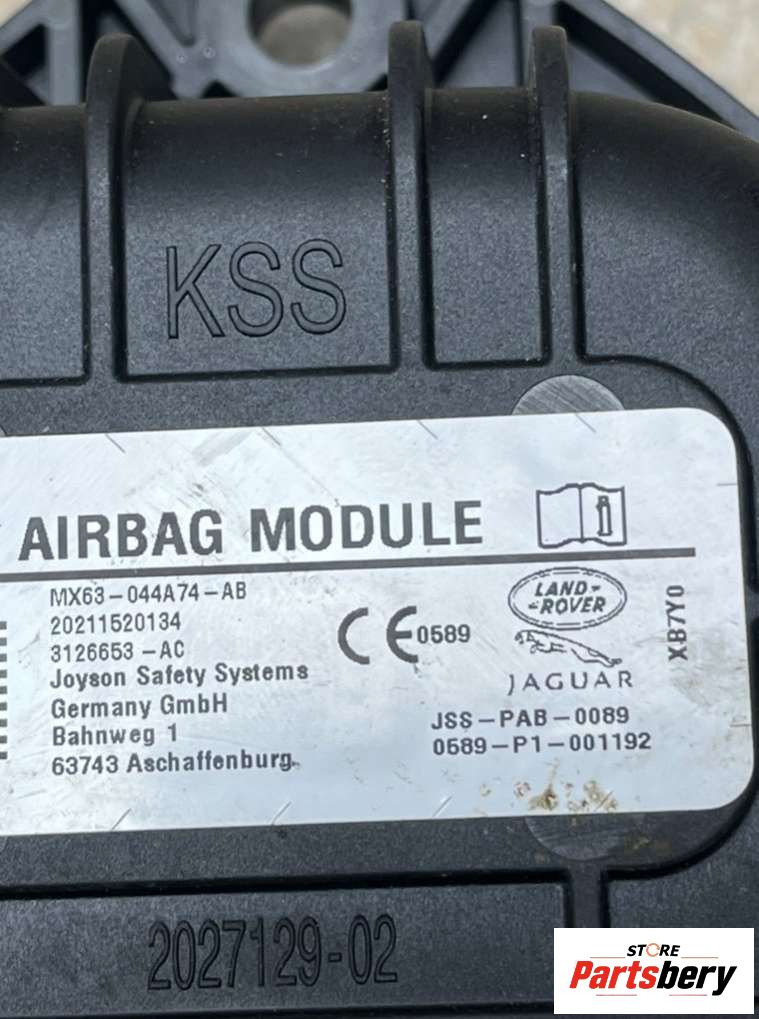 KSS
AIRBAG MODULE
MX63-044A74-AB
20211520134
3126653-AC
Joyson Safety Systems
Germany GmbH
Bahnweg 1
63743 Aschaffenburg
CE 0589
LAND-
-ROVER
JAGUAR
XB7Y0
JSS-PAB-0089
0589-P1-001192
2027129-02
STORE
Partsbery